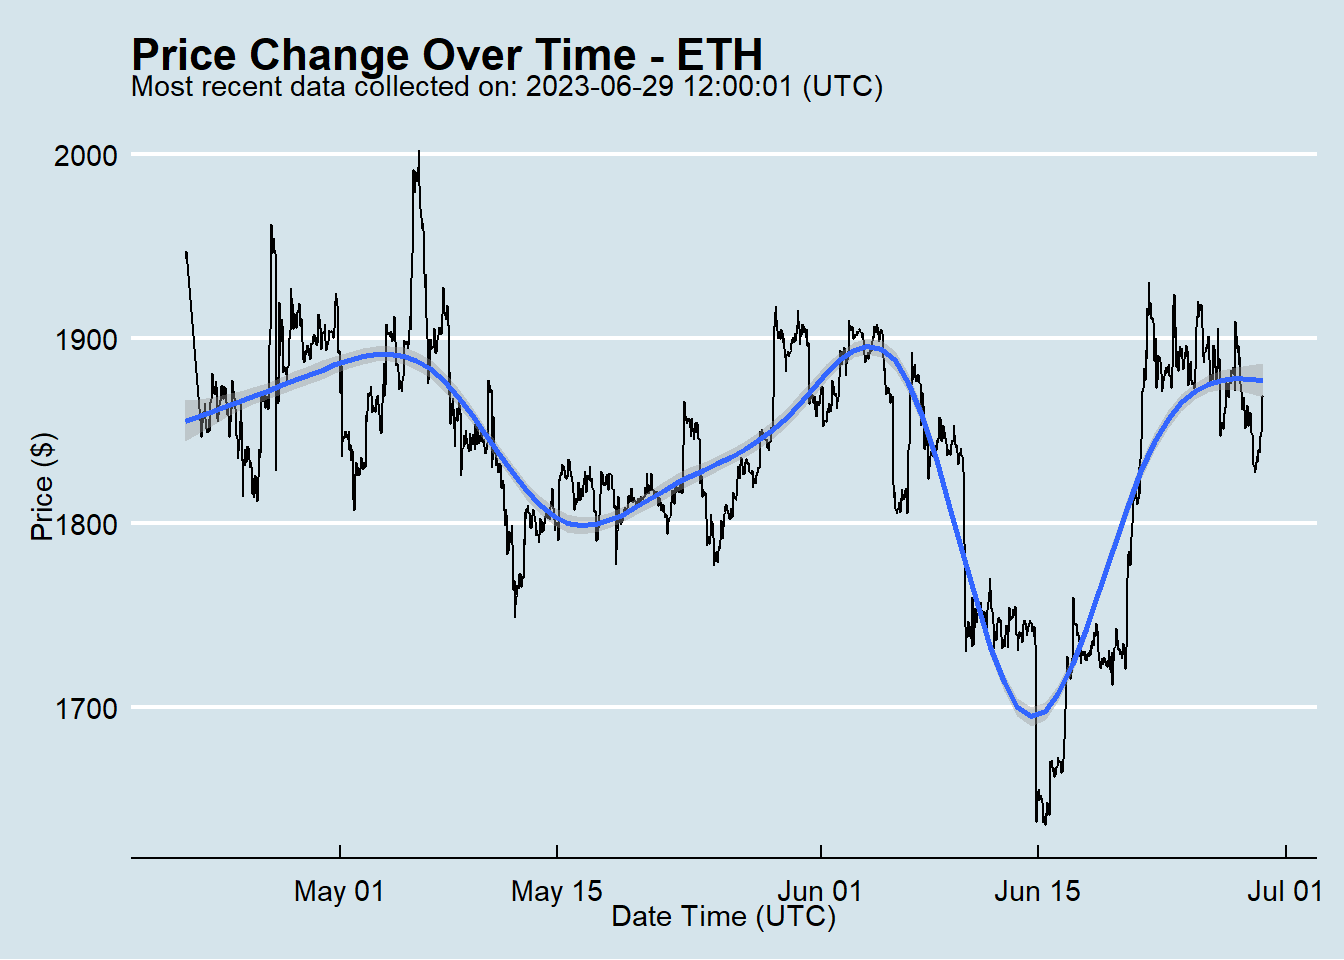 Price Change Over Time - ETH
Most recent data collected on: 2023-06-29 12:00:01 (UTC)
2000
1900
1800
1700
Price ($)
May 01
May 15
Jun 01
Jun 15
Jul 01
Date Time (UTC)